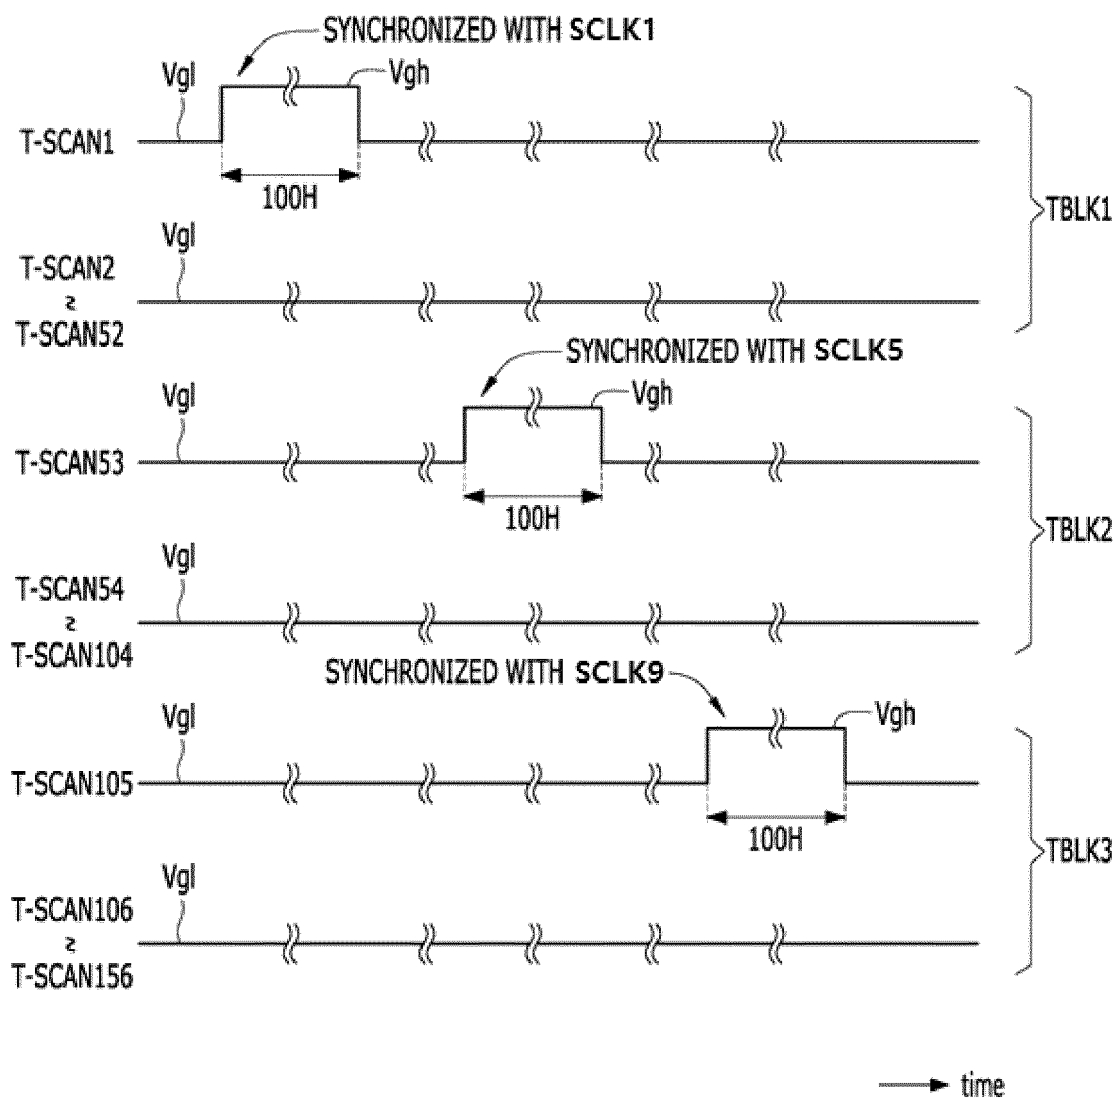 SYNCHRONIZED WITH SCLK1
Vgl
Vgh
T-SCAN1
100H
TBLK1
Vgl
T-SCAN2
~
T-SCAN52
SYNCHRONIZED WITH SCLK5
Vgl
Vgh
T-SCAN53
100H
TBLK2
Vgl
T-SCAN54
~
T-SCAN104
SYNCHRONIZED WITH SCLK9
Vgl
Vgh
T-SCAN105
100H
TBLK3
Vgl
T-SCAN106
~
T-SCAN156
time